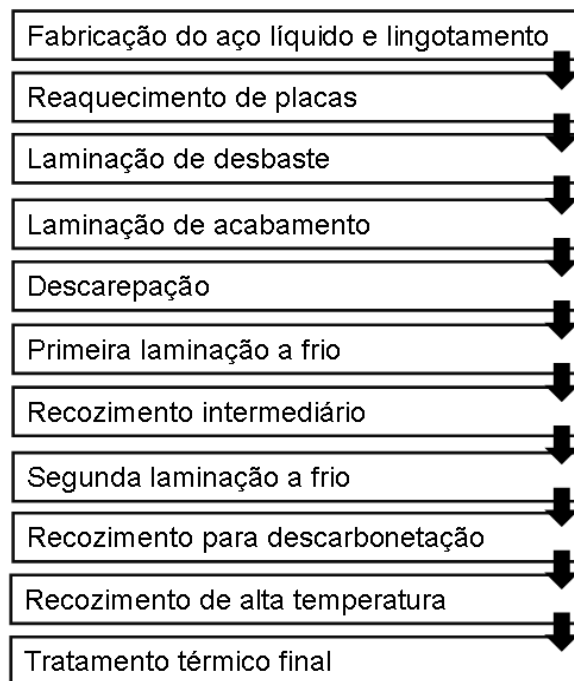 Fabricação do aço líquido e lingotamento
Reaquecimento de placas
Laminação de desbaste
Laminação de acabamento
Descarepação
Primeira laminação a frio
Recozimento intermediário
Segunda laminação a frio
Recozimento para descarbonetação
Recozimento de alta temperatura
Tratamento térmico final